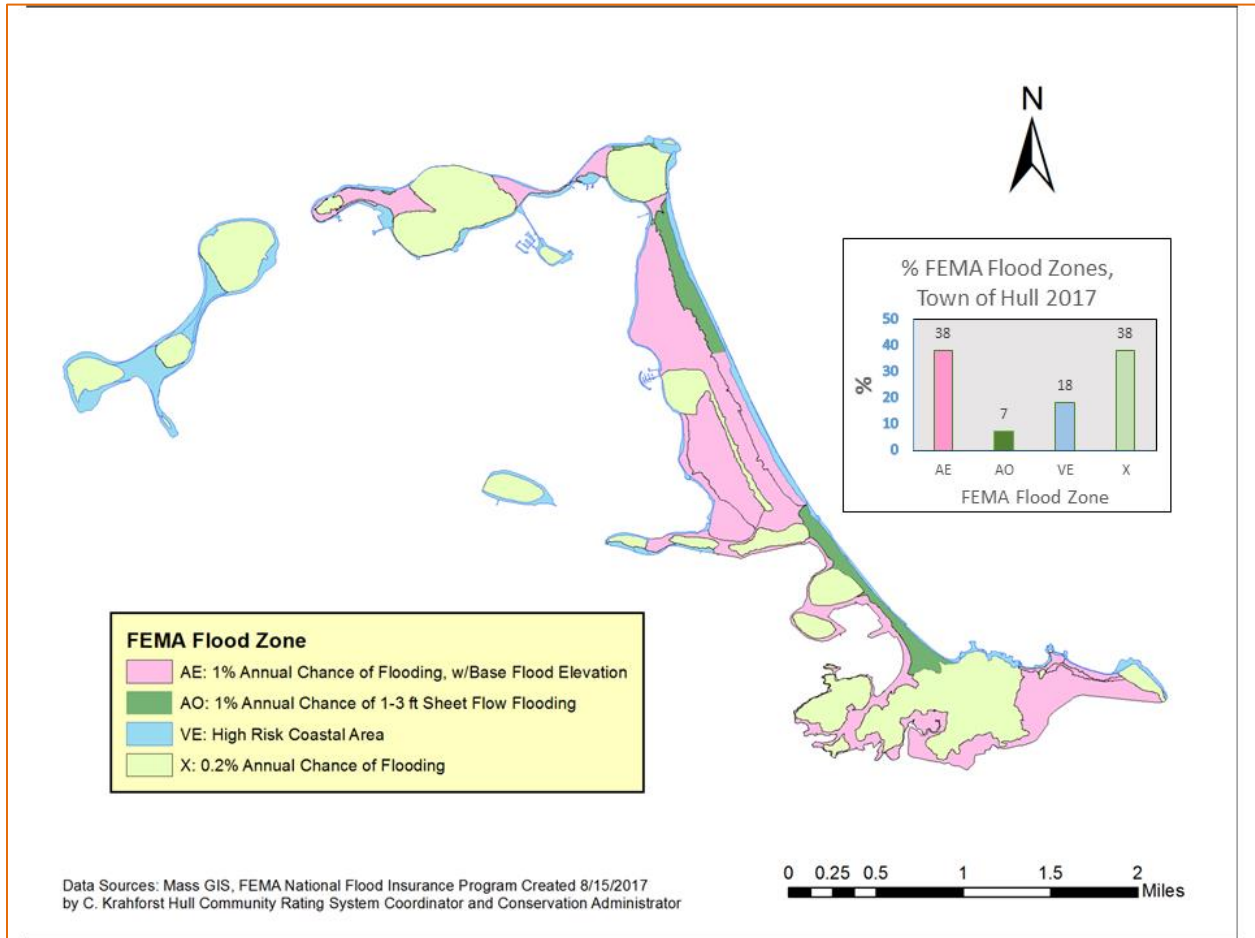 N
% FEMA Flood Zones,
Town of Hull 2017
50
40
30
20
10
0
%
38
7
18
38
AE
AO
VE
X
FEMA Flood Zone
FEMA Flood Zone
AE: 1% Annual Chance of Flooding, w/Base Flood Elevation
AO: 1% Annual Chance of 1-3 ft Sheet Flow Flooding
VE: High Risk Coastal Area
X: 0.2% Annual Chance of Flooding
Data Sources: Mass GIS, FEMA National Flood Insurance Program Created 8/15/2017
by C. Krahforst Hull Community Rating System Coordinator and Conservation Administrator
0 0.25 0.5 1 1.5 2
Miles